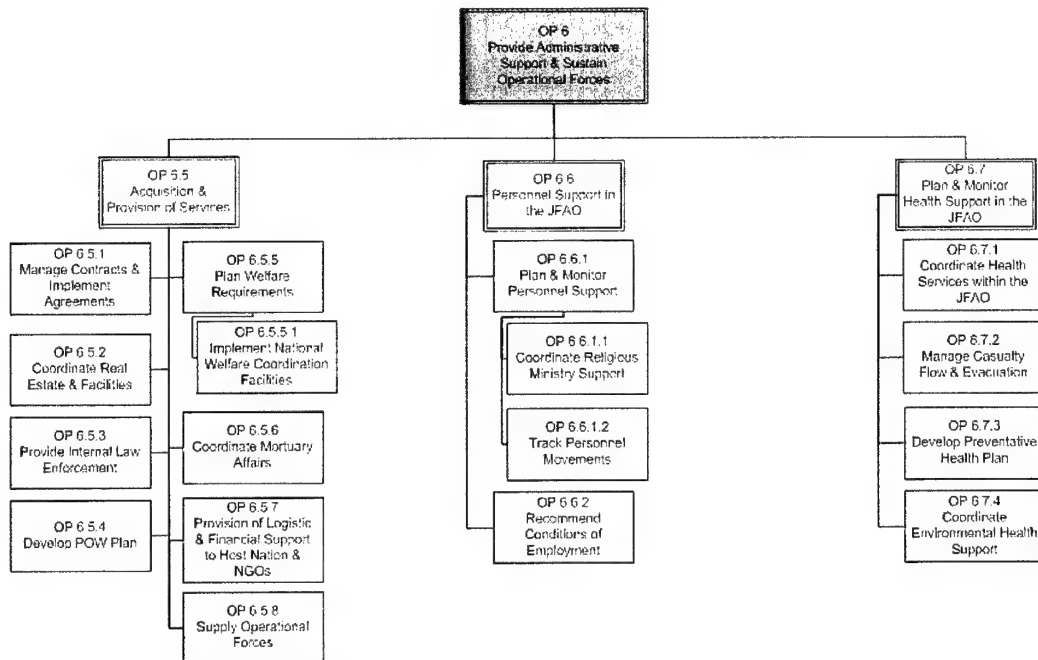 OP 6
Provide Administrative
Support & Sustain
Operational Forces
OP 6.5
Acquisition &
Provision of Services
OP 6.5.1
Manage Contracts &
Implement
Agreements
OP 6.5.2
Coordinate Real
Estate & Facilities
OP 6.5.3
Provide Internal Law
Enforcement
OP 6.5.4
Develop POW Plan
OP 6.5.5
Plan Welfare
Requirements
OP 6.5.5.1
Implement National
Welfare Coordination
Facilities
OP 6.5.6
Coordinate Mortuary
Affairs
OP 6.5.7
Provision of Logistic
& Financial Support
to Host Nation &
NGOs
OP 6.5.8
Supply Operational
Forces
OP 6.6
Personnel Support in
the JFAO
OP 6.6.1
Plan & Monitor
Personnel Support
OP 6.6.1.1
Coordinate Religious
Ministry Support
OP 6.6.1.2
Track Personnel
Movements
OP 6.6.2
Recommend
Conditions of
Employment
OP 6.7
Plan & Monitor
Health Support in the
JFAO
OP 6.7.1
Coordinate Health
Services within the
JFAO
OP 6.7.2
Manage Casualty
Flow & Evacuation
OP 6.7.3
Develop Preventative
Health Plan
OP 6.7.4
Coordinate
Environmental Health
Support